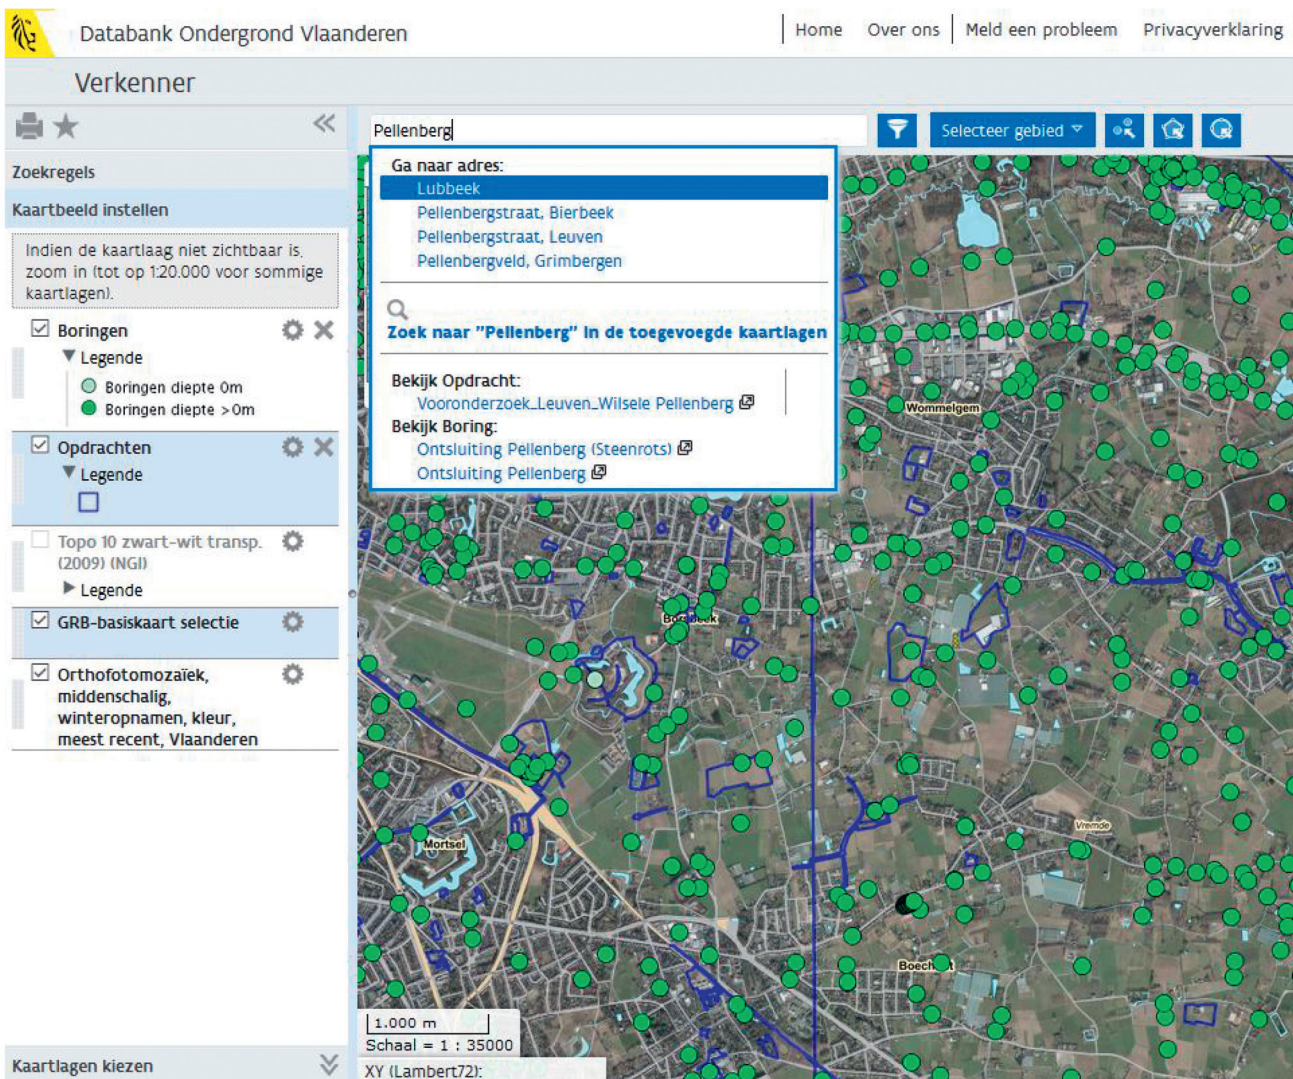 Databank Ondergrond Vlaanderen
Home Over ons Meld een probleem Privacyverklaring
Verkenner
Pellenberg
Selecteer gebied
Zoekregels
Kaartbeeld instellen
Indien de kaartlaag niet zichtbaar is,
zoom in (tot op 1:20.000 voor sommige
kaartlagen).
Boringen
Legende
Boringen diepte 0m
Boringen diepte >0m
Opdrachten
Legende
Topo 10 zwart-wit transp.
(2009) (NGI)
Legende
GRB-basiskaart selectie
Orthofotomozaïek,
middenschalig,
winteropnamen, kleur,
meest recent, Vlaanderen
Kaartlagen kiezen
Ga naar adres:
Lubbeek
Pellenbergstraat, Bierbeek
Pellenbergstraat, Leuven
Pellenbergveld, Grimbergen
Zoek naar "Pellenberg" in de toegevoegde kaartlagen
Bekijk Opdracht:
Vooronderzoek_Leuven_Wilsele Pellenberg
Bekijk Boring:
Ontsluiting Pellenberg (Steenrots)
Ontsluiting Pellenberg
Wommelgem
Mortsel
Vremde
1.000 m
Schaal = 1 : 35000
XY (Lambert72):